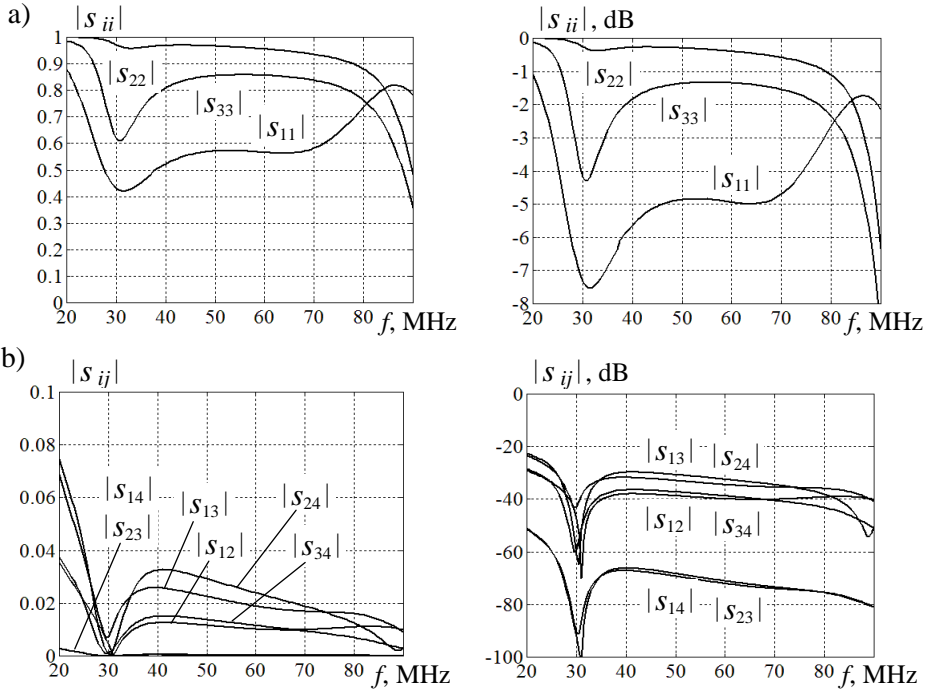 a)
|s ii|
|s ii|, dB
1
0.9
0.8
0.7
0.6
0.5
0.4
0.3
0.2
0.1
0
|s22|
|s33|
|s11|
20 30 40 50 60 70 80 f, MHz
0
-1
-2
-3
-4
-5
-6
-7
-8
|s22|
|s33|
|s11|
20 30 40 50 60 70 80 f, MHz
b)
|s ij|
|s ij|, dB
0.1
0.08
0.06
0.04
0.02
0
|s14|
|s23|
|s13|
|s12|
|s24|
|s34|
20 30 40 50 60 70 80 f, MHz
0
-20
-40
-60
-80
-100
|s13| |s24|
|s12| |s34|
|s14| |s23|
20 30 40 50 60 70 80 f, MHz